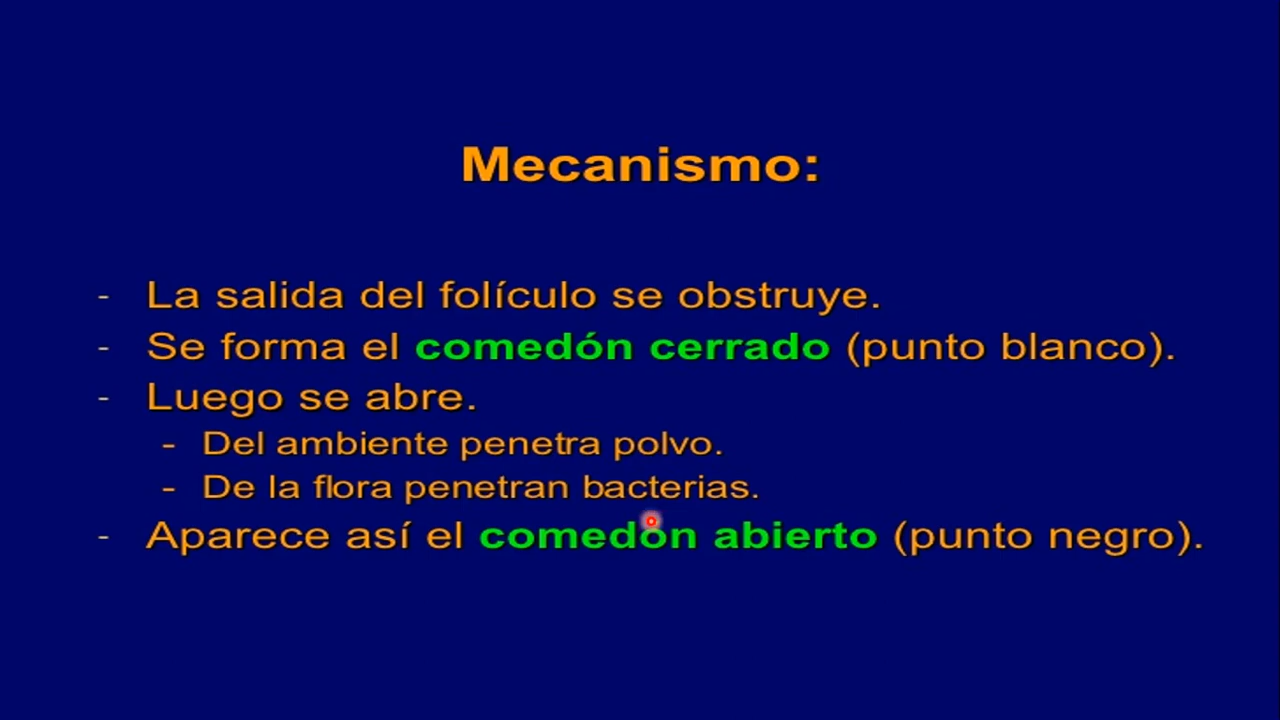 Mecanismo:
- La salida del folículo se obstruye.
- Se forma el comedón cerrado (punto blanco).
- Luego se abre.
- Del ambiente penetra polvo.
- De la flora penetran bacterias.
- Aparece así el comedón abierto (punto negro).